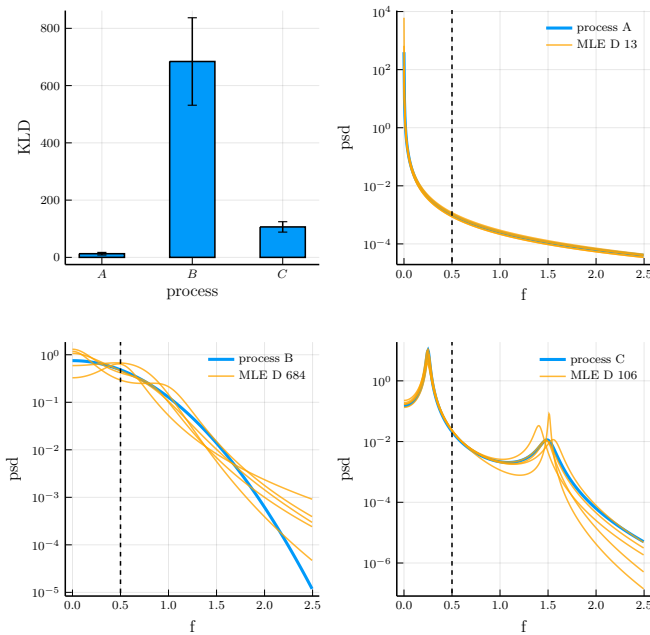 KLD
800
600
400
200
0
A B C
process
psd
10^4
10^2
10^0
10^-2
10^-4
process A
MLE D 13
0.0 0.5 1.0 1.5 2.0 2.5
f
psd
10^0
10^-1
10^-2
10^-3
10^-4
10^-5
process B
MLE D 684
0.0 0.5 1.0 1.5 2.0 2.5
f
psd
10^0
10^-2
10^-4
10^-6
process C
MLE D 106
0.0 0.5 1.0 1.5 2.0 2.5
f